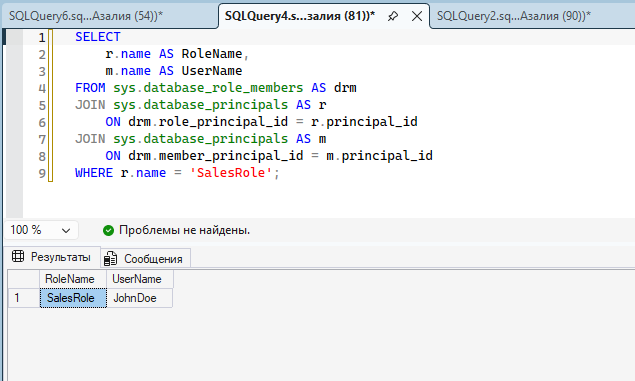 SQLQuery6.sq...Азалия (54))*
SQLQuery4.s...залия (81))*
SQLQuery2.sq...Азалия (90))*
1 SELECT
2 r.name AS RoleName,
3 m.name AS UserName
4 FROM sys.database_role_members AS drm
5 JOIN sys.database_principals AS r
6 ON drm.role_principal_id = r.principal_id
7 JOIN sys.database_principals AS m
8 ON drm.member_principal_id = m.principal_id
9 WHERE r.name = 'SalesRole';
100 % Проблемы не найдены.
Результаты Сообщения
RoleName UserName
1 SalesRole JohnDoe